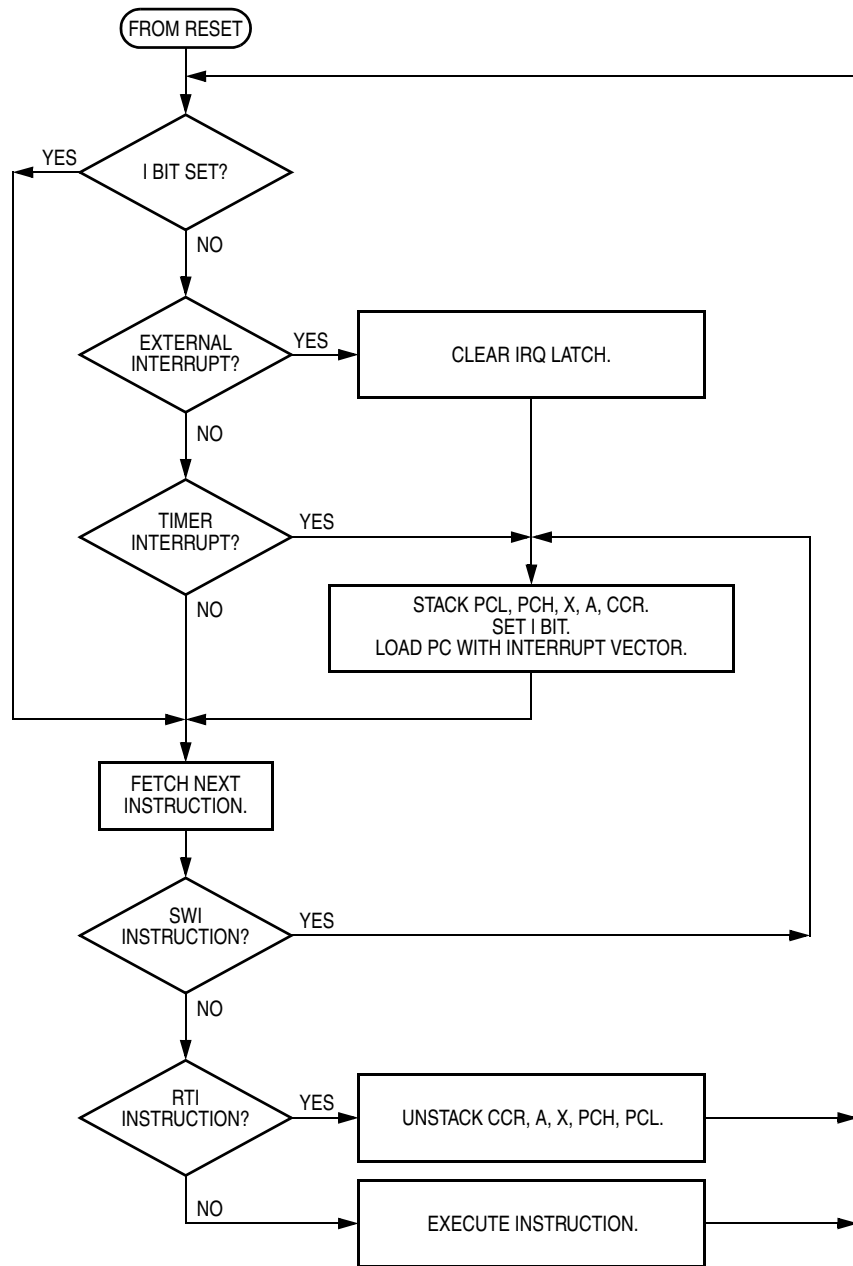 FROM RESET
YES
I BIT SET?
NO
EXTERNAL
INTERRUPT?
YES
CLEAR IRQ LATCH.
NO
TIMER
INTERRUPT?
YES
NO
STACK PCL, PCH, X, A, CCR.
SET I BIT.
LOAD PC WITH INTERRUPT VECTOR.
FETCH NEXT
INSTRUCTION.
SWI
INSTRUCTION?
YES
NO
RTI
INSTRUCTION?
YES
UNSTACK CCR, A, X, PCH, PCL.
NO
EXECUTE INSTRUCTION.